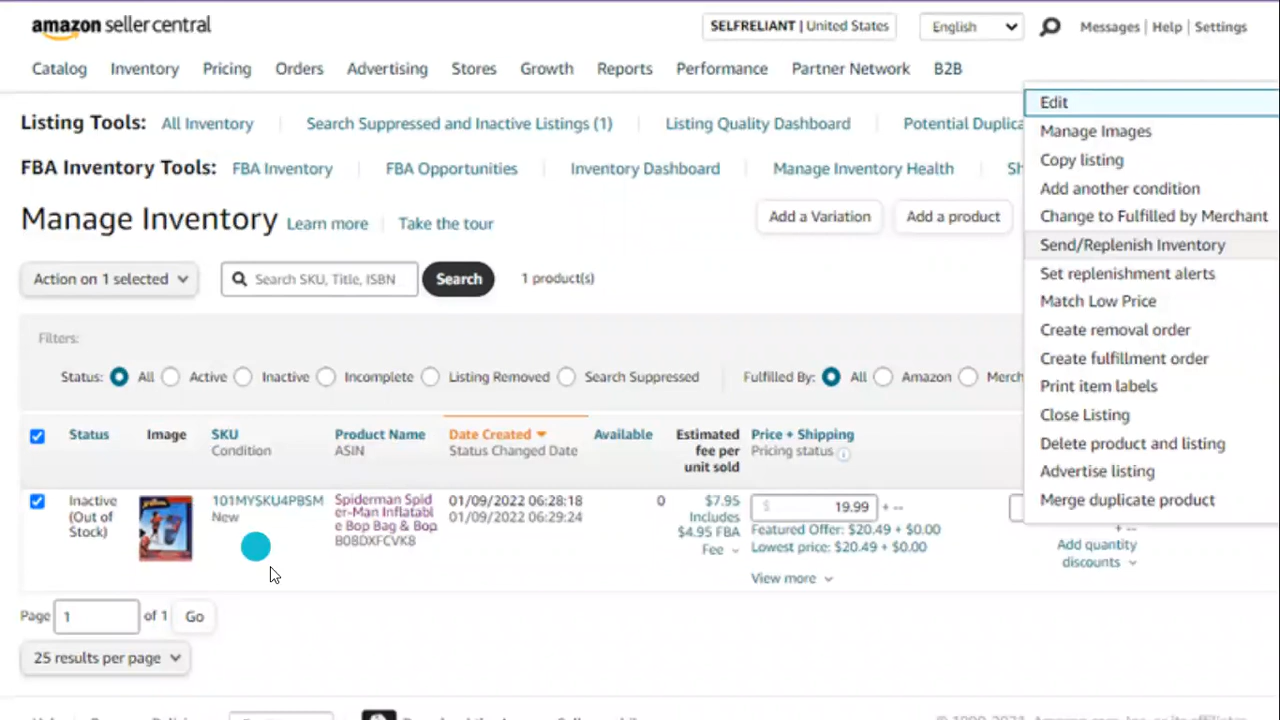 amazon seller central
SELFRELIANT | United States
English
Messages | Help | Settings
Catalog Inventory Pricing Orders Advertising Stores Growth Reports Performance Partner Network B2B
Listing Tools: All Inventory Search Suppressed and Inactive Listings (1) Listing Quality Dashboard Potential Duplica
FBA Inventory Tools: FBA Inventory FBA Opportunities Inventory Dashboard Manage Inventory Health Sh
Manage Inventory Learn more Take the tour
Add a Variation Add a product
Edit
Manage Images
Copy listing
Add another condition
Change to Fulfilled by Merchant
Send/Replenish Inventory
Set replenishment alerts
Match Low Price
Create removal order
Create fulfillment order
Print item labels
Close Listing
Delete product and listing
Advertise listing
Merge duplicate product
Action on 1 selected Search SKU, Title, ISBN Search 1 product(s)
Filters:
Status: All Active Inactive Incomplete Listing Removed Search Suppressed Fulfilled By: All Amazon Merch
Status Image SKU
Condition
Product Name
ASIN
Date Created
Status Changed Date
Available
Estimated
fee per
unit sold
Price + Shipping
Pricing status
Inactive
(Out of
Stock)
101MYSKU4PBSM
New
Spiderman Spid
er-Man Inflatabl
e Bop Bag & Bop
B08DXFCVK8
01/09/2022 06:28:18
01/09/2022 06:29:24
0
$7.95
Includes
$4.95 FBA
Fee
$ 19.99 + --
Featured Offer: $20.49 + $0.00
Lowest price: $20.49 + $0.00
View more
+ --
Add quantity
discounts
Page 1 of 1 Go
25 results per page